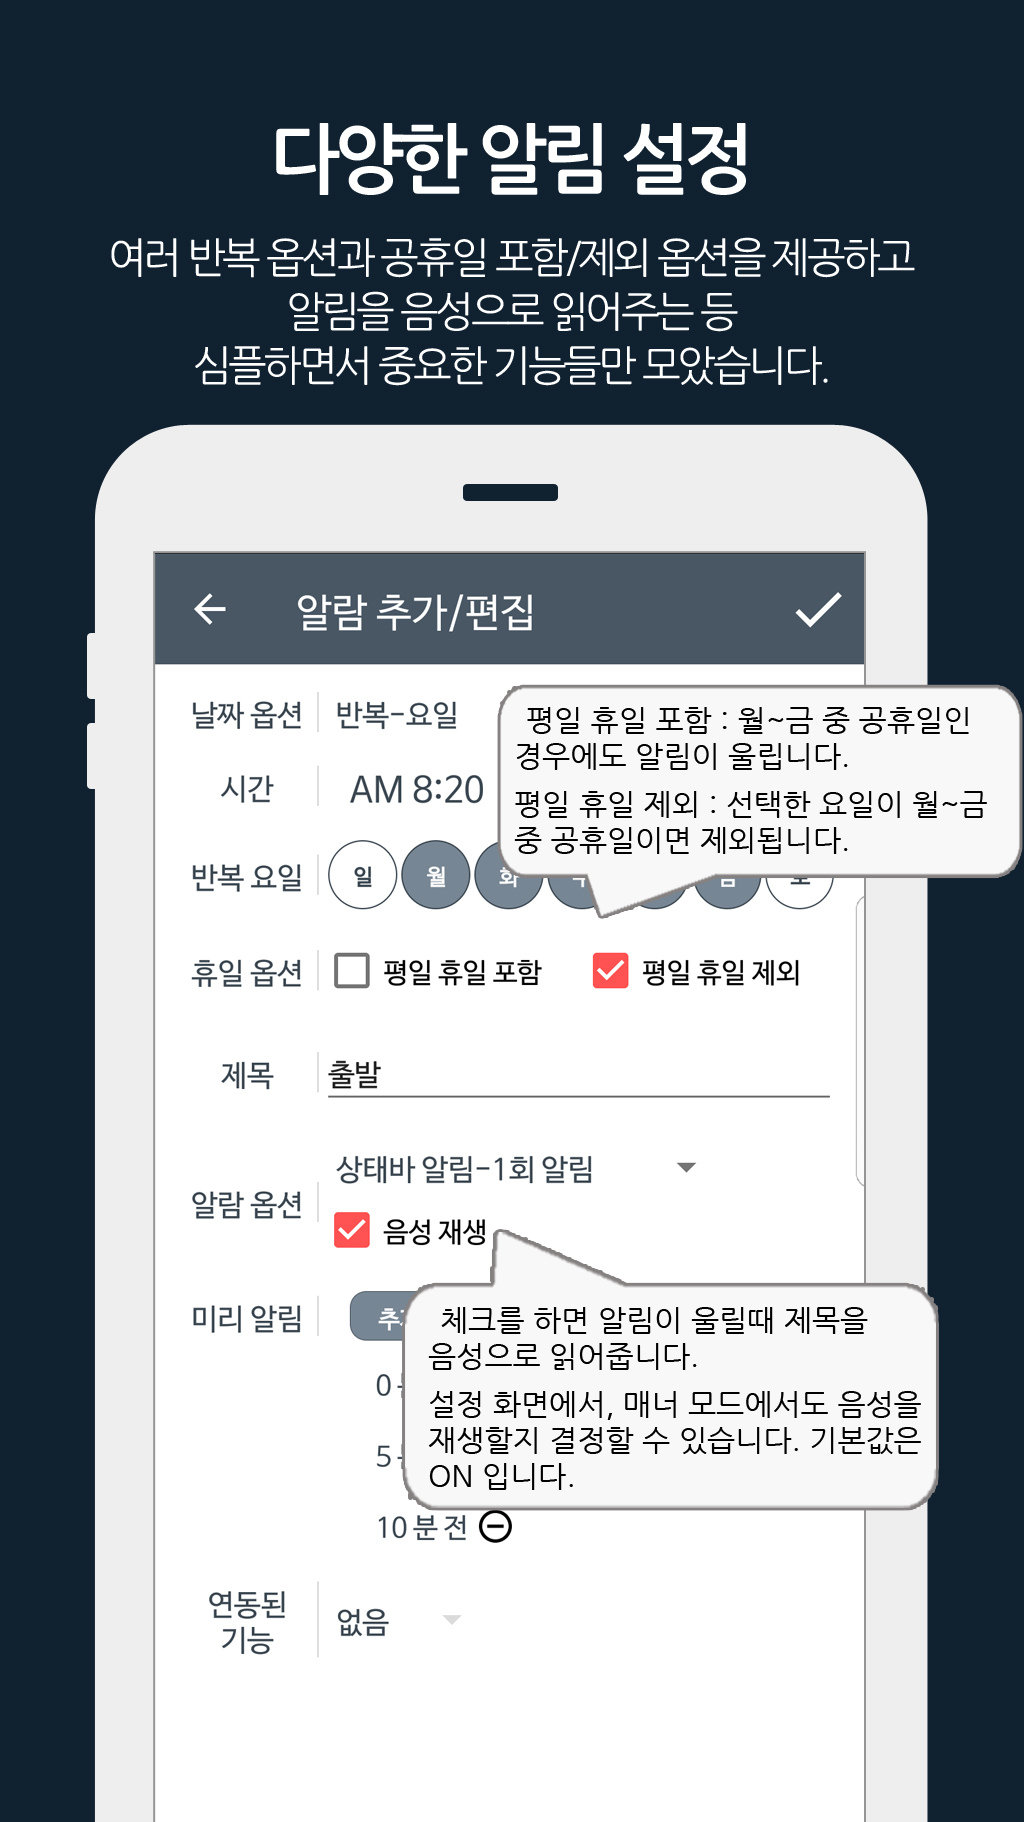 다양한 알림 설정
여러 반복 옵션과 공휴일 포함/제외 옵션을 제공하고
알림을 음성으로 읽어주는 등
심플하면서 중요한 기능들만 모았습니다.
알람 추가/편집
날짜 옵션 반복-요일
평일 휴일 포함 : 월~금 중 공휴일인
경우에도 알림이 울립니다.
평일 휴일 제외 : 선택한 요일이 월~금
중 공휴일이면 제외됩니다.
시간 AM 8:20
반복 요일 일 월 화
휴일 옵션 평일 휴일 포함 평일 휴일 제외
제목 출발
상태바 알림-1회 알림
알람 옵션
음성 재생
미리 알림
체크를 하면 알림이 울릴때 제목을
음성으로 읽어줍니다.
설정 화면에서, 매너 모드에서도 음성을
재생할지 결정할 수 있습니다. 기본값은
ON 입니다.
0
5
10 분 전
연동된
기능
없음